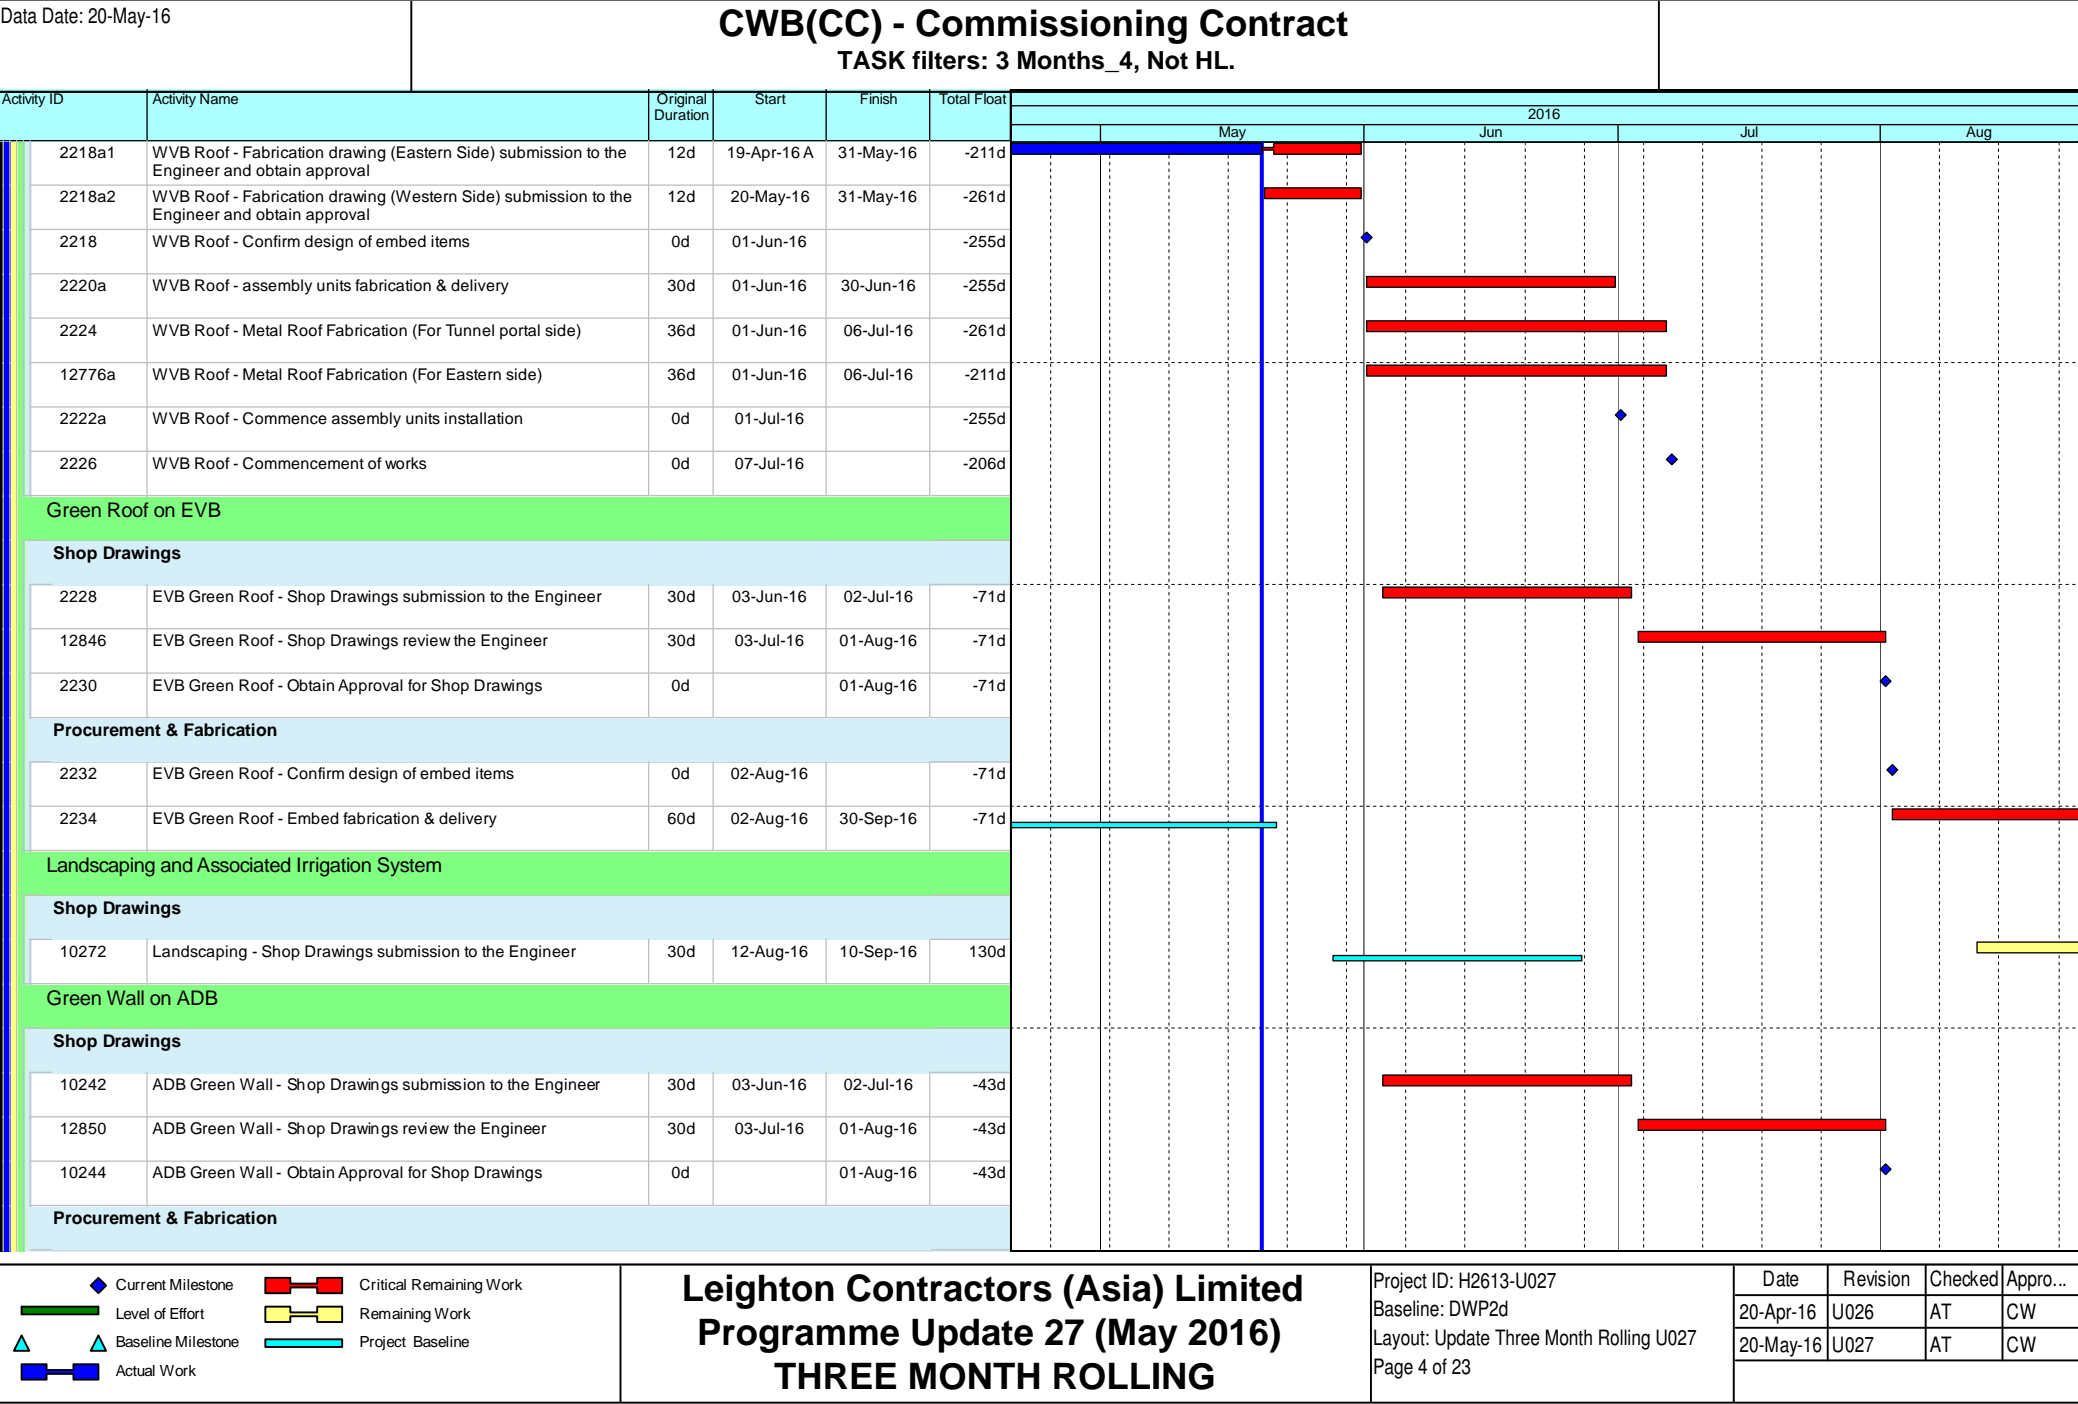 Data Date: 20-May-16
CWB(CC) - Commissioning Contract
TASK filters: 3 Months_4, Not HL.
Activity ID Activity Name Original Duration Start Finish Total Float
2016
May Jun Jul Aug
2218a1 WVB Roof - Fabrication drawing (Eastern Side) submission to the 12d 19-Apr-16 A 31-May-16 -211d
Engineer and obtain approval
2218a2 WVB Roof - Fabrication drawing (Western Side) submission to the 12d 20-May-16 31-May-16 -261d
Engineer and obtain approval
2218 WVB Roof - Confirm design of embed items 0d 01-Jun-16 -255d
2220a WVB Roof - assembly units fabrication & delivery 30d 01-Jun-16 30-Jun-16 -255d
2224 WVB Roof - Metal Roof Fabrication (For Tunnel portal side) 36d 01-Jun-16 06-Jul-16 -261d
12776a WVB Roof - Metal Roof Fabrication (For Eastern side) 36d 01-Jun-16 06-Jul-16 -211d
2222a WVB Roof - Commence assembly units installation 0d 01-Jul-16 -255d
2226 WVB Roof - Commencement of works 0d 07-Jul-16 -206d
Green Roof on EVB
Shop Drawings
2228 EVB Green Roof - Shop Drawings submission to the Engineer 30d 03-Jun-16 02-Jul-16 -71d
12846 EVB Green Roof - Shop Drawings review the Engineer 30d 03-Jul-16 01-Aug-16 -71d
2230 EVB Green Roof - Obtain Approval for Shop Drawings 0d 01-Aug-16 -71d
Procurement & Fabrication
2232 EVB Green Roof - Confirm design of embed items 0d 02-Aug-16 -71d
2234 EVB Green Roof - Embed fabrication & delivery 60d 02-Aug-16 30-Sep-16 -71d
Landscaping and Associated Irrigation System
Shop Drawings
10272 Landscaping - Shop Drawings submission to the Engineer 30d 12-Aug-16 10-Sep-16 130d
Green Wall on ADB
Shop Drawings
10242 ADB Green Wall - Shop Drawings submission to the Engineer 30d 03-Jun-16 02-Jul-16 -43d
12850 ADB Green Wall - Shop Drawings review the Engineer 30d 03-Jul-16 01-Aug-16 -43d
10244 ADB Green Wall - Obtain Approval for Shop Drawings 0d 01-Aug-16 -43d
Procurement & Fabrication
Current Milestone Critical Remaining Work
Level of Effort Remaining Work
Baseline Milestone Project Baseline
Actual Work
Leighton Contractors (Asia) Limited
Programme Update 27 (May 2016)
THREE MONTH ROLLING
Project ID: H2613-U027
Baseline: DWP2d
Layout: Update Three Month Rolling U027
Page 4 of 23
Date Revision Checked Appro...
20-Apr-16 U026 AT CW
20-May-16 U027 AT CW